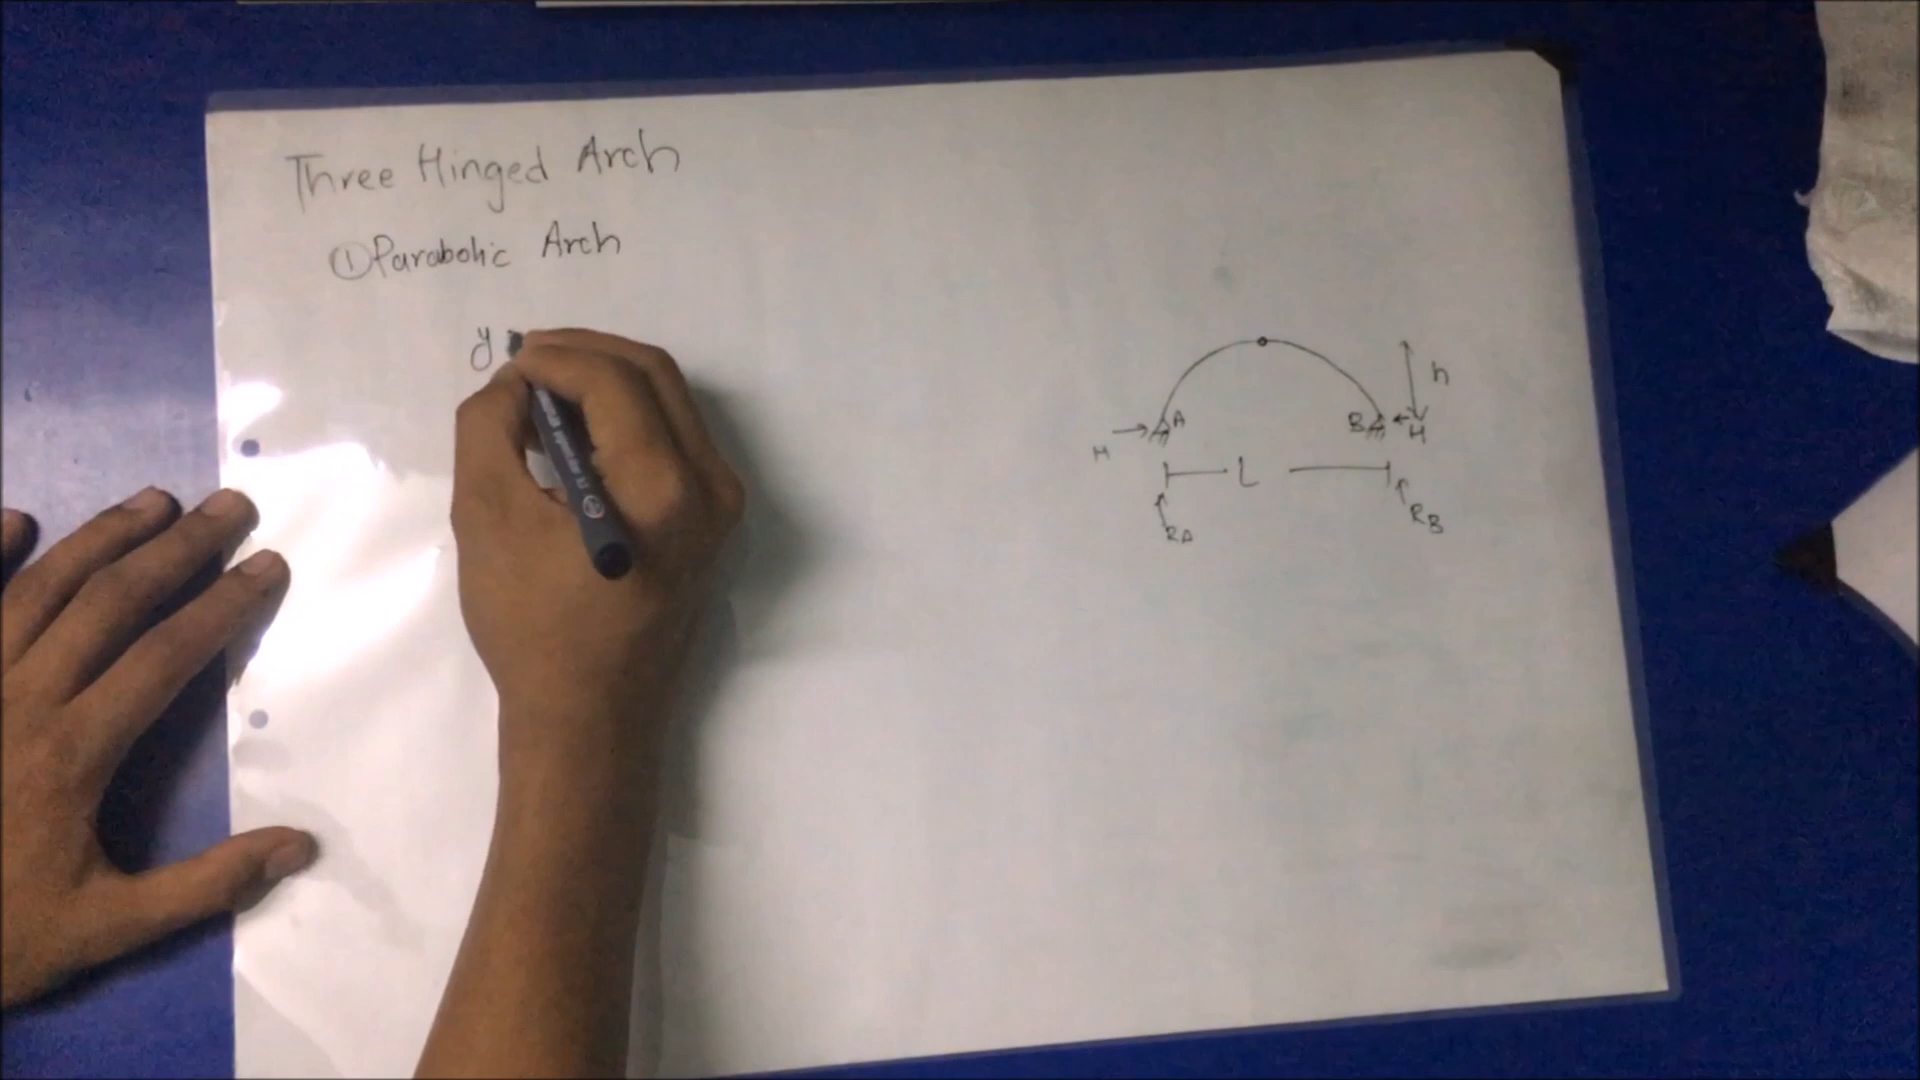 Three Hinged Arch
① Parabolic Arch
y
h
A
B
H
H
L
RA
RB